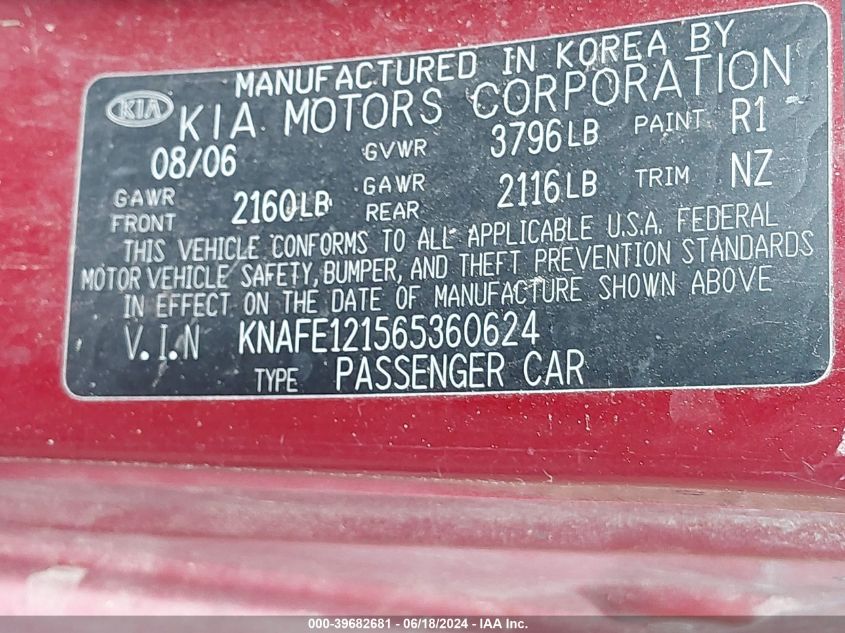 MANUFACTURED IN KOREA BY
KIA KIA MOTORS CORPORATION
08/06 GVWR 3796LB PAINT R1
GAWR FRONT 2160LB GAWR REAR 2116LB TRIM NZ
THIS VEHICLE CONFORMS TO ALL APPLICABLE U.S.A. FEDERAL
MOTOR VEHICLE SAFETY, BUMPER, AND THEFT PREVENTION STANDARDS
IN EFFECT ON THE DATE OF MANUFACTURE SHOWN ABOVE
V.I.N KNAFE121565360624
TYPE PASSENGER CAR
000-39682681 - 06/18/2024 - IAA Inc.